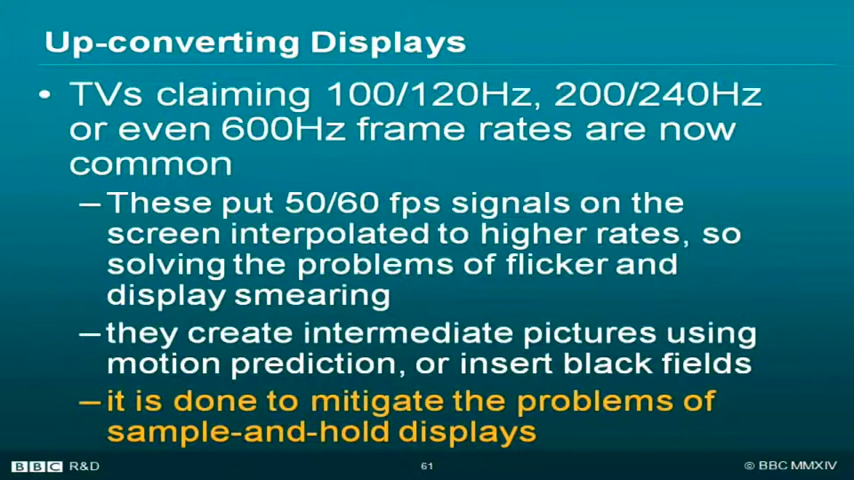 Up-converting Displays
• TVs claiming 100/120Hz, 200/240Hz
or even 600Hz frame rates are now
common
–These put 50/60 fps signals on the
screen interpolated to higher rates, so
solving the problems of flicker and
display smearing
–they create intermediate pictures using
motion prediction, or insert black fields
–it is done to mitigate the problems of
sample-and-hold displays
BBC R&D
61
© BBC MMXIV